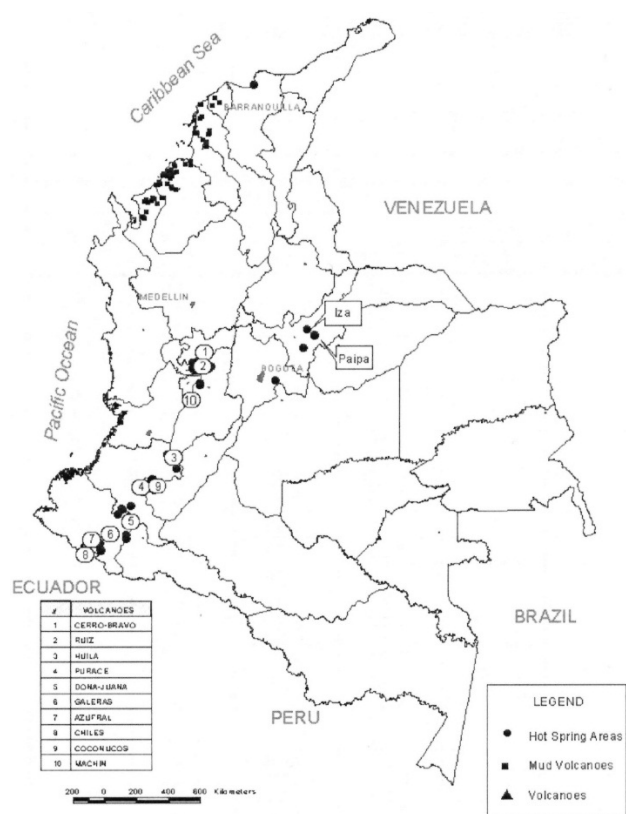 Caribbean Sea
BARRANQUILLA
VENEZUELA
MEDELLIN
Iza
Paipa
BOGOTA
Pacific Occean
1
2
10
3
4
9
5
6
7
8
ECUADOR
BRAZIL
PERU
# VOLCANOES
1 CERRO-BRAVO
2 RUIZ
3 HUILA
4 PURACE
5 DONA-JUANA
6 GALERAS
7 AZUFRAL
8 CHILES
9 COCONUCOS
10 MACHIN
200 0 200 400 600 Kilometers
LEGEND
Hot Spring Areas
Mud Volcanoes
Volcanoes